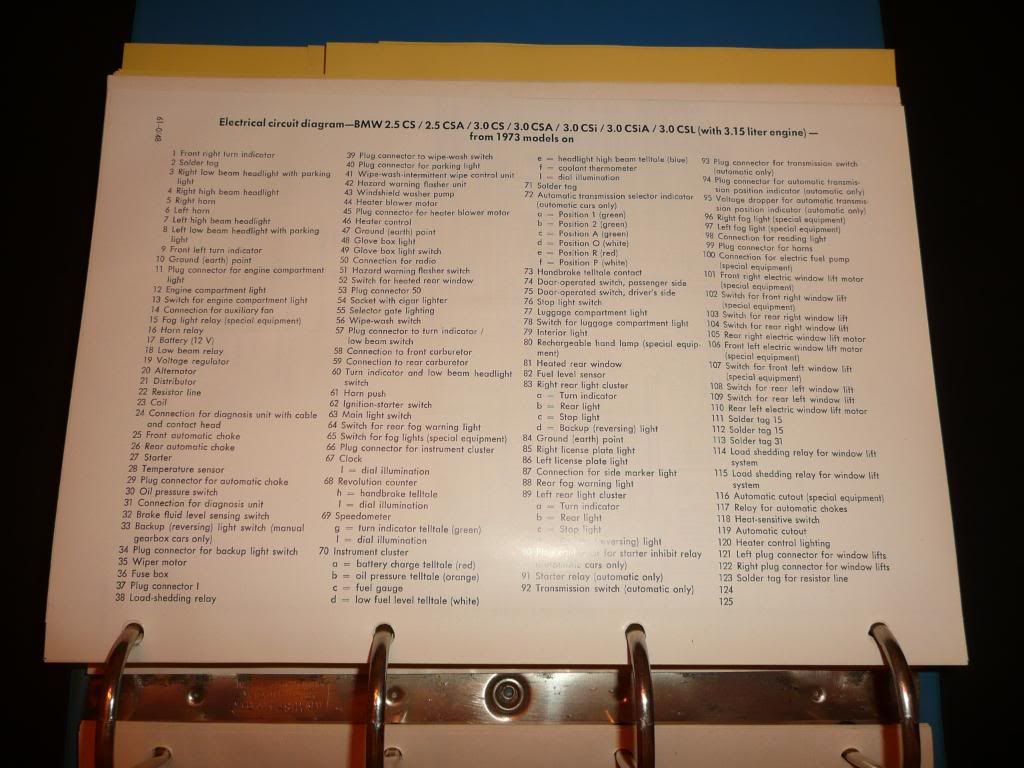 61-0-48
Electrical circuit diagram—BMW 2.5 CS / 2.5 CSA / 3.0 CS / 3.0 CSA / 3.0 CSi / 3.0 CSiA / 3.0 CSL (with 3.15 liter engine) —
from 1973 models on
1 Front right turn indicator
2 Solder tag
3 Right low beam headlight with parking
light
4 Right high beam headlight
5 Right horn
6 Left horn
7 Left high beam headlight
8 Left low beam headlight with parking
light
9 Front left turn indicator
10 Ground (earth) point
11 Plug connector for engine compartment
light
12 Engine compartment light
13 Switch for engine compartment light
14 Connection for auxiliary fan
15 Fog light relay (special equipment)
16 Horn relay
17 Battery (12 V)
18 Low beam relay
19 Voltage regulator
20 Alternator
21 Distributor
22 Resistor line
23 Coil
24 Connection for diagnosis unit with cable
and contact head
25 Front automatic choke
26 Rear automatic choke
27 Starter
28 Temperature sensor
29 Plug connector for automatic choke
30 Oil pressure switch
31 Connection for diagnosis unit
32 Brake fluid level sensing switch
33 Backup (reversing) light switch (manual
gearbox cars only)
34 Plug connector for backup light switch
35 Wiper motor
36 Fuse box
37 Plug connector I
38 Load-shedding relay
39 Plug connector to wipe-wash switch
40 Plug connector for parking light
41 Wipe-wash-intermittent wipe control unit
42 Hazard warning flasher unit
43 Windshield washer pump
44 Heater blower motor
45 Plug connector for heater blower motor
46 Heater control
47 Ground (earth) point
48 Glove box light
49 Glove box light switch
50 Connection for radio
51 Hazard warning flasher switch
52 Switch for heated rear window
53 Plug connector 50
54 Socket with cigar lighter
55 Selector gate lighting
56 Wipe-wash switch
57 Plug connector to turn indicator /
low beam switch
58 Connection to front carburetor
59 Connection to rear carburetor
60 Turn indicator and low beam headlight
switch
61 Horn push
62 Ignition-starter switch
63 Main light switch
64 Switch for rear fog warning light
65 Switch for fog lights (special equipment)
66 Plug connector for instrument cluster
67 Clock
l = dial illumination
68 Revolution counter
h = handbrake telltale
l = dial illumination
69 Speedometer
g = turn indicator telltale (green)
l = dial illumination
70 Instrument cluster
a = battery charge telltale (red)
b = oil pressure telltale (orange)
c = fuel gauge
d = low fuel level telltale (white)
e = headlight high beam telltale (blue)
f = coolant thermometer
l = dial illumination
71 Solder tag
72 Automatic transmission selector indicator
(automatic cars only)
a = Position 1 (green)
b = Position 2 (green)
c = Position A (green)
d = Position O (white)
e = Position R (red)
f = Position P (white)
73 Handbrake telltale contact
74 Door-operated switch, passenger side
75 Door-operated switch, driver's side
76 Stop light switch
77 Luggage compartment light
78 Switch for luggage compartment light
79 Interior light
80 Rechargeable hand lamp (special equip-
ment)
81 Heated rear window
82 Fuel level sensor
83 Right rear light cluster
a = Turn indicator
b = Rear light
c = Stop light
d = Backup (reversing) light
84 Ground (earth) point
85 Right license plate light
86 Left license plate light
87 Connection for side marker light
88 Rear fog warning light
89 Left rear light cluster
a = Turn indicator
b = Rear light
c = Stop light
(reversing) light
for starter inhibit relay
cars only)
91 Starter relay (automatic only)
92 Transmission switch (automatic only)
93 Plug connector for transmission switch
(automatic only)
94 Plug connector for automatic transmis-
sion position indicator (automatic only)
95 Voltage dropper for automatic transmis-
sion position indicator (automatic only)
96 Right fog light (special equipment)
97 Left fog light (special equipment)
98 Connection for reading light
99 Plug connector for horns
100 Connection for electric fuel pump
(special equipment)
101 Front right electric window lift motor
(special equipment)
102 Switch for front right window lift
(special equipment)
103 Switch for rear right window lift
104 Switch for rear right window lift
105 Rear right electric window lift motor
106 Front left electric window lift motor
(special equipment)
107 Switch for front left window lift
(special equipment)
108 Switch for rear left window lift
109 Switch for rear left window lift
110 Rear left electric window lift motor
111 Solder tag 15
112 Solder tag 15
113 Solder tag 31
114 Load shedding relay for window lift
system
115 Load shedding relay for window lift
system
116 Automatic cutout (special equipment)
117 Relay for automatic chokes
118 Heat-sensitive switch
119 Automatic cutout
120 Heater control lighting
121 Left plug connector for window lifts
122 Right plug connector for window lifts
123 Solder tag for resistor line
124
125